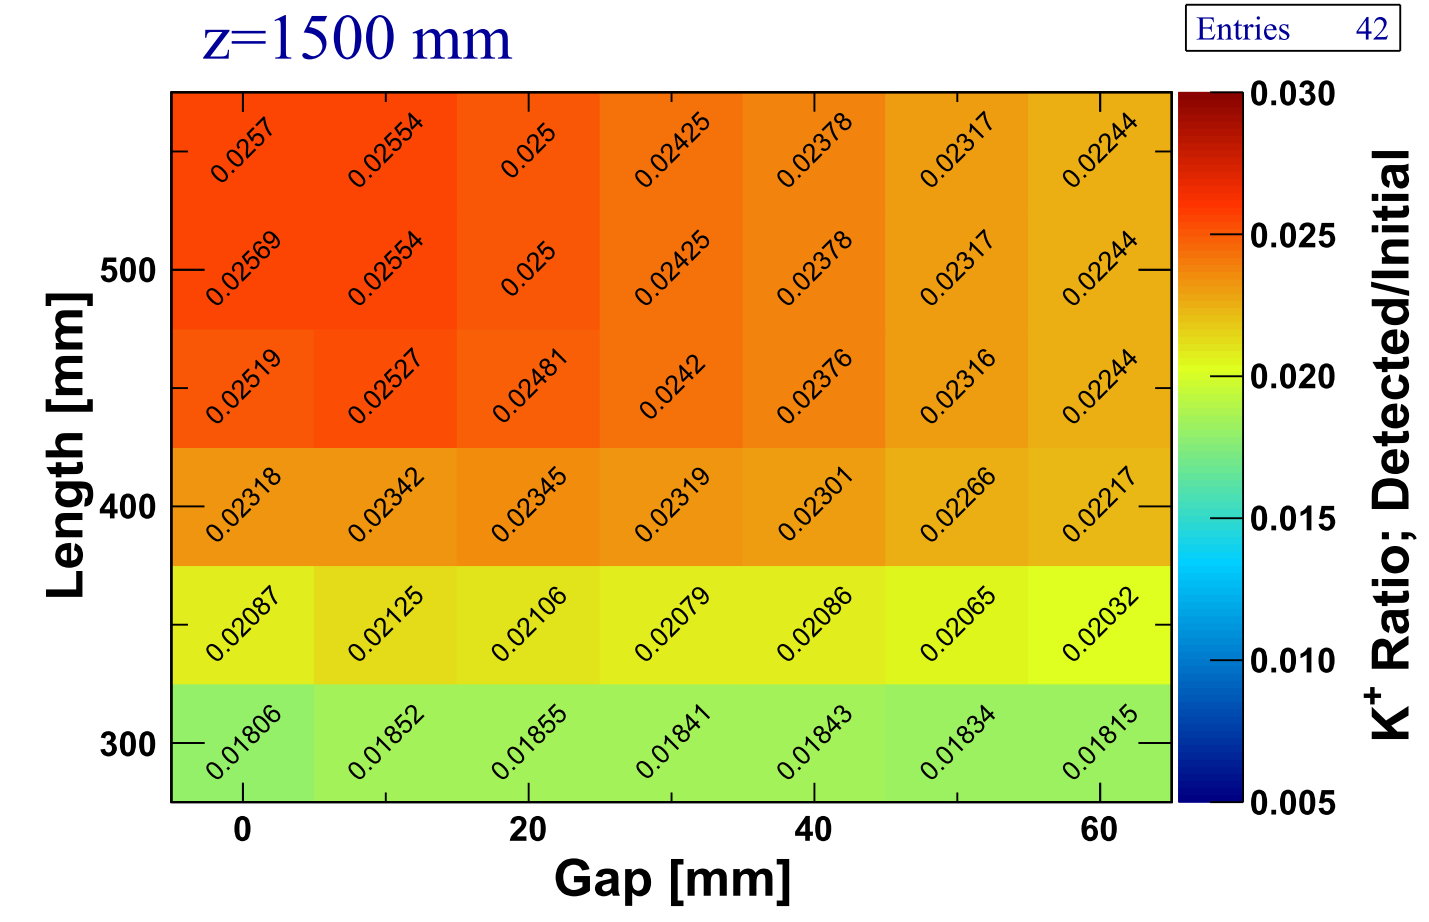 z=1500 mm
Entries 42
0.0257 0.02554 0.025 0.02425 0.02378 0.02317 0.02244
0.02569 0.02554 0.025 0.02425 0.02378 0.02317 0.02244
0.02519 0.02527 0.02481 0.0242 0.02376 0.02316 0.02244
0.02318 0.02342 0.02345 0.02319 0.02301 0.02266 0.02217
0.02087 0.02125 0.02106 0.02079 0.02086 0.02065 0.02032
0.01806 0.01852 0.01855 0.01841 0.01843 0.01834 0.01815
500
400
300
Length [mm]
0 20 40 60
Gap [mm]
0.030
0.025
0.020
0.015
0.010
0.005
K⁺ Ratio; Detected/Initial